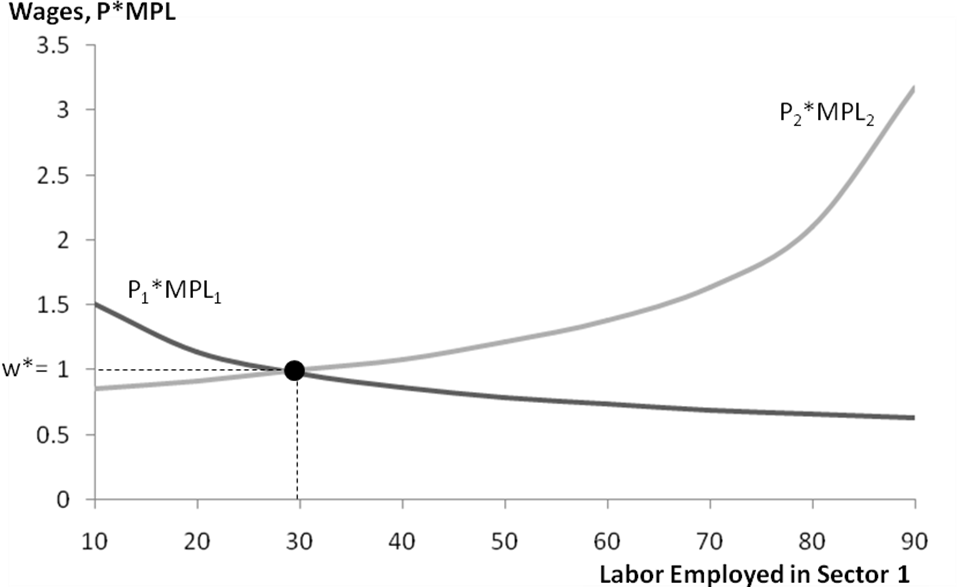 Wages, P*MPL
3.5
3
P₂*MPL₂
2.5
2
P₁*MPL₁
1.5
w*= 1
0.5
0
10 20 30 40 50 60 70 80 90
Labor Employed in Sector 1